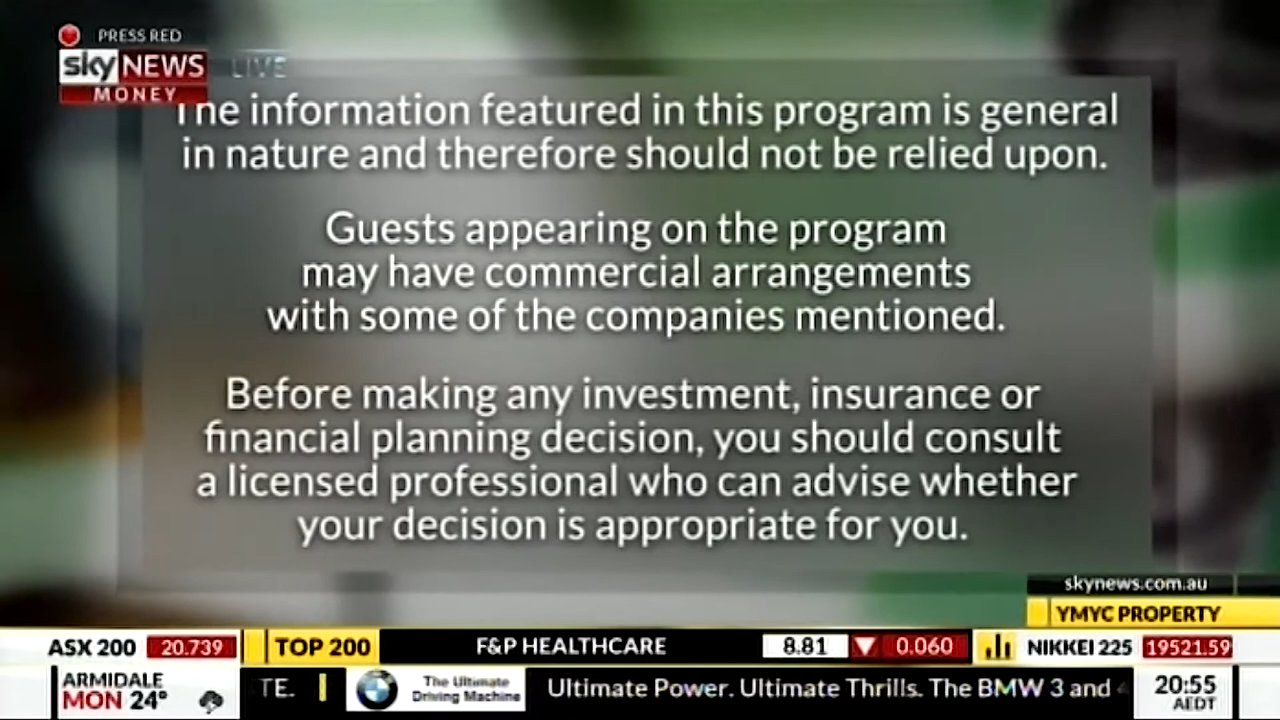 PRESS RED
sky NEWS LIVE
MONEY
The information featured in this program is general
in nature and therefore should not be relied upon.
Guests appearing on the program
may have commercial arrangements
with some of the companies mentioned.
Before making any investment, insurance or
financial planning decision, you should consult
a licensed professional who can advise whether
your decision is appropriate for you.
skynews.com.au
YMYC PROPERTY
ASX 200 20.739 TOP 200 F&P HEALTHCARE 8.81 ▼ 0.060 NIKKEI 225 19521.59
ARMIDALE
MON 24°
TE. BMW The Ultimate
Driving Machine
Ultimate Power. Ultimate Thrills. The BMW 3 and
20:55
AEDT